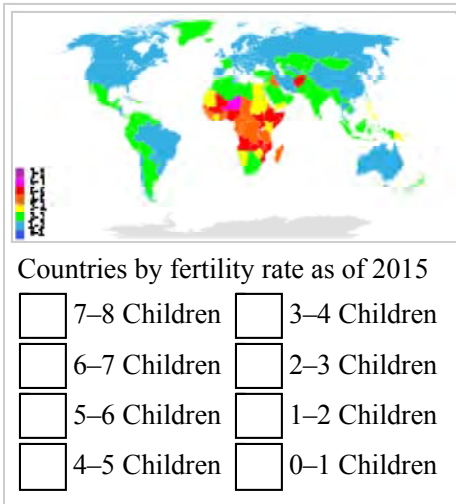 Countries by fertility rate as of 2015
7–8 Children
3–4 Children
6–7 Children
2–3 Children
5–6 Children
1–2 Children
4–5 Children
0–1 Children